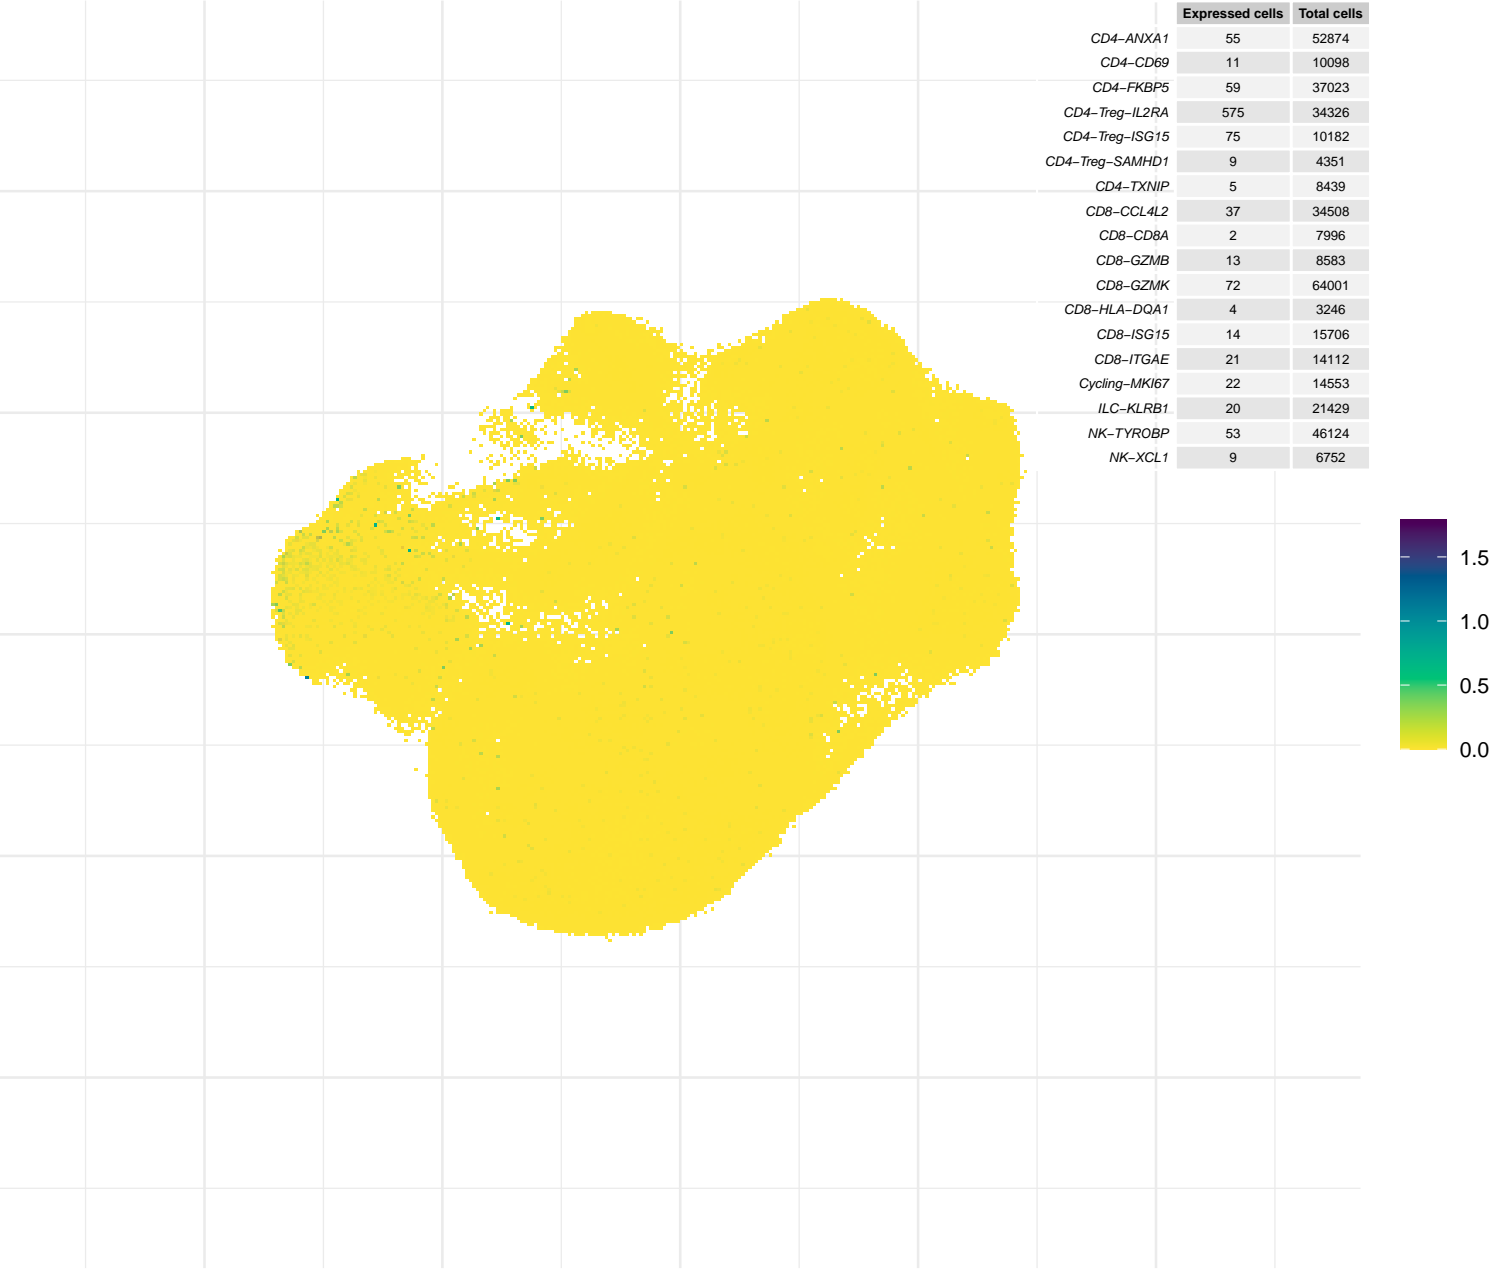 Expressed cells Total cells
CD4−ANXA1 55 52874
CD4−CD69 11 10098
CD4−FKBP5 59 37023
CD4−Treg−IL2RA 575 34326
CD4−Treg−ISG15 75 10182
CD4−Treg−SAMHD1 9 4351
CD4−TXNIP 5 8439
CD8−CCL4L2 37 34508
CD8−CD8A 2 7996
CD8−GZMB 13 8583
CD8−GZMK 72 64001
CD8−HLA−DQA1 4 3246
CD8−ISG15 14 15706
CD8−ITGAE 21 14112
Cycling−MKI67 22 14553
ILC−KLRB1 20 21429
NK−TYROBP 53 46124
NK−XCL1 9 6752
1.5
1.0
0.5
0.0